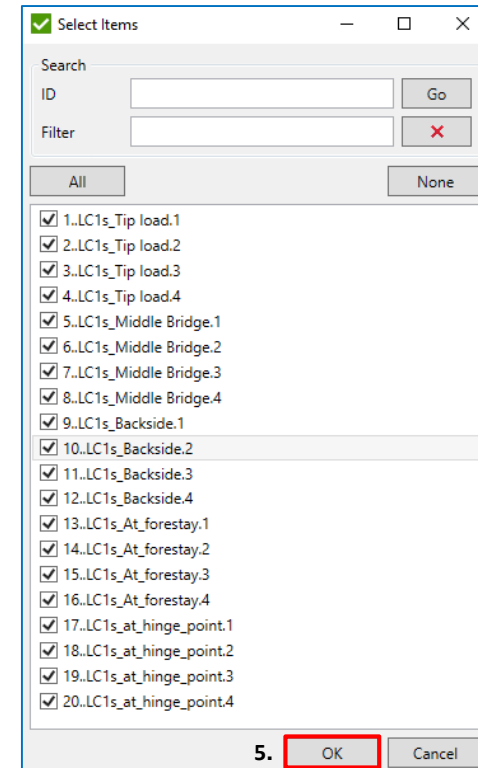 Select Items
Search
ID Go
Filter
All None
1..LC1s_Tip load.1
2..LC1s_Tip load.2
3..LC1s_Tip load.3
4..LC1s_Tip load.4
5..LC1s_Middle Bridge.1
6..LC1s_Middle Bridge.2
7..LC1s_Middle Bridge.3
8..LC1s_Middle Bridge.4
9..LC1s_Backside.1
10..LC1s_Backside.2
11..LC1s_Backside.3
12..LC1s_Backside.4
13..LC1s_At_forestay.1
14..LC1s_At_forestay.2
15..LC1s_At_forestay.3
16..LC1s_At_forestay.4
17..LC1s_at_hinge_point.1
18..LC1s_at_hinge_point.2
19..LC1s_at_hinge_point.3
20..LC1s_at_hinge_point.4
5. OK Cancel